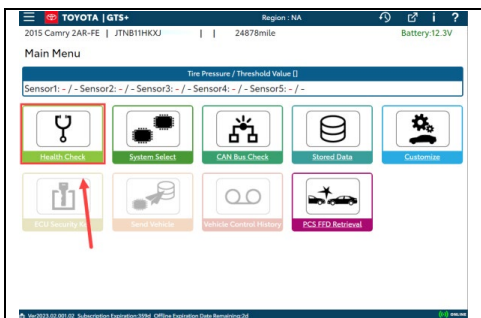 TOYOTA | GTS+ Region : NA i ?
2015 Camry 2AR-FE | JTNB11HKXJ | | 24878mile Battery:12.3V
Main Menu
Tire Pressure / Threshold Value []
Sensor1: - / - Sensor2: - / - Sensor3: - / - Sensor4: - / - Sensor5: - / -
Health Check System Select CAN Bus Check Stored Data Customize
ECU Security Send Vehicle Vehicle Control History PCS FFD Retrieval
Ver2023.02.001.02 Subscription Expiration:359d Offline Expiration Date Remaining:2d ONLINE